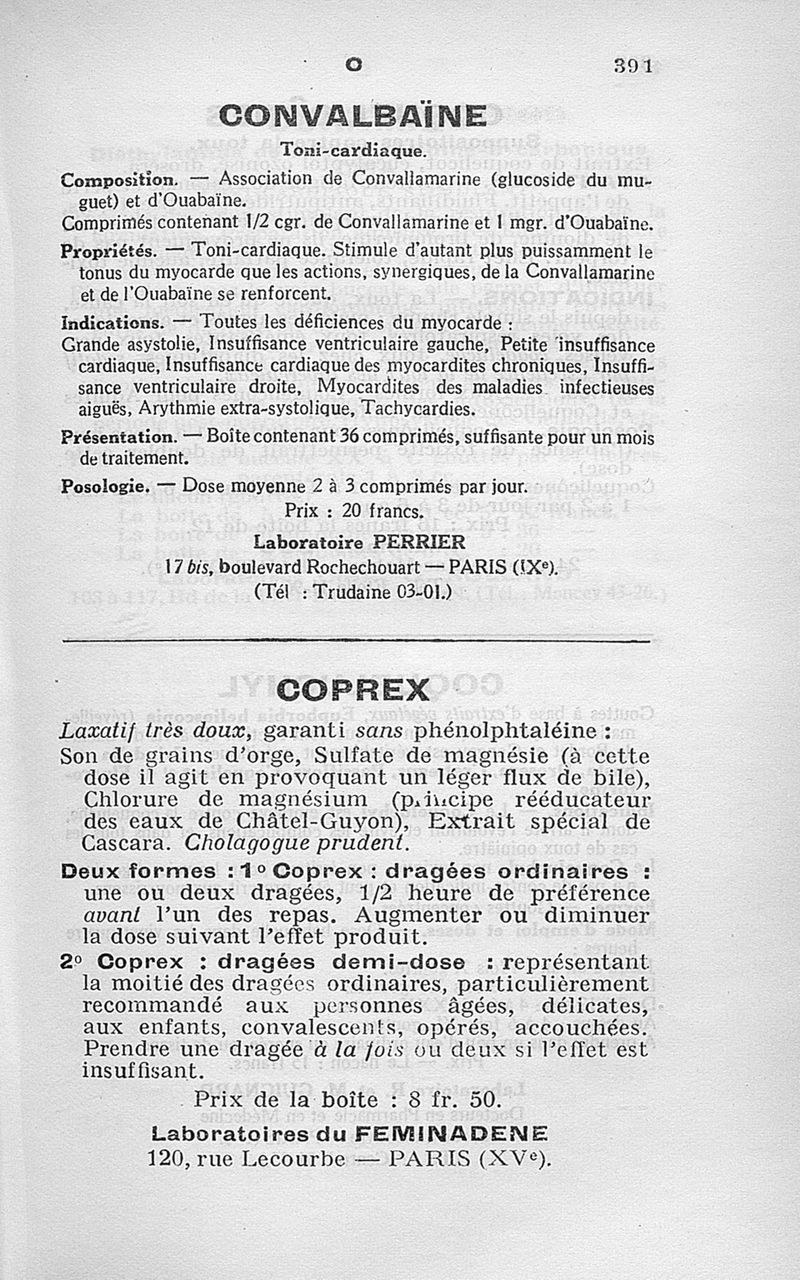 O 391
CONVALBAÏNE
Toni-cardiaque.
Composition. — Association de Convallamarine (glucoside du mu-
guet) et d'Ouabaïne.
Comprimés contenant 1/2 cgr. de Convallamarine et 1 mgr. d'Ouabaïne.
Propriétés. — Toni-cardiaque. Stimule d'autant plus puissamment le
tonus du myocarde que les actions, synergiques, de la Convallamarine
et de l'Ouabaïne se renforcent.
Indications. — Toutes les déficiences du myocarde :
Grande asystolie, Insuffisance ventriculaire gauche, Petite insuffisance
cardiaque, Insuffisance cardiaque des myocardites chroniques, Insuffi-
sance ventriculaire droite, Myocardites des maladies infectieuses
aiguës, Arythmie extra-systolique, Tachycardies.
Présentation. — Boîte contenant 36 comprimés, suffisante pour un mois
de traitement.
Posologie. — Dose moyenne 2 à 3 comprimés par jour.
Prix : 20 francs.
Laboratoire PERRIER
17 bis, boulevard Rochechouart — PARIS (IXe).
(Tél : Trudaine 03-01.)
COPREX
Laxatif très doux, garanti sans phénolphtaléine :
Son de grains d'orge, Sulfate de magnésie (à cette
dose il agit en provoquant un léger flux de bile),
Chlorure de magnésium (principe rééducateur
des eaux de Châtel-Guyon), Extrait spécial de
Cascara. Cholagogue prudent.
Deux formes : 1° Coprex : dragées ordinaires :
une ou deux dragées, 1/2 heure de préférence
avant l'un des repas. Augmenter ou diminuer
la dose suivant l'effet produit.
2° Coprex : dragées demi-dose : représentant
la moitié des dragées ordinaires, particulièrement
recommandé aux personnes âgées, délicates,
aux enfants, convalescents, opérés, accouchées.
Prendre une dragée à la fois ou deux si l'effet est
insuffisant.
Prix de la boîte : 8 fr. 50.
Laboratoires du FEMINADENE
120, rue Lecourbe — PARIS (XVe).